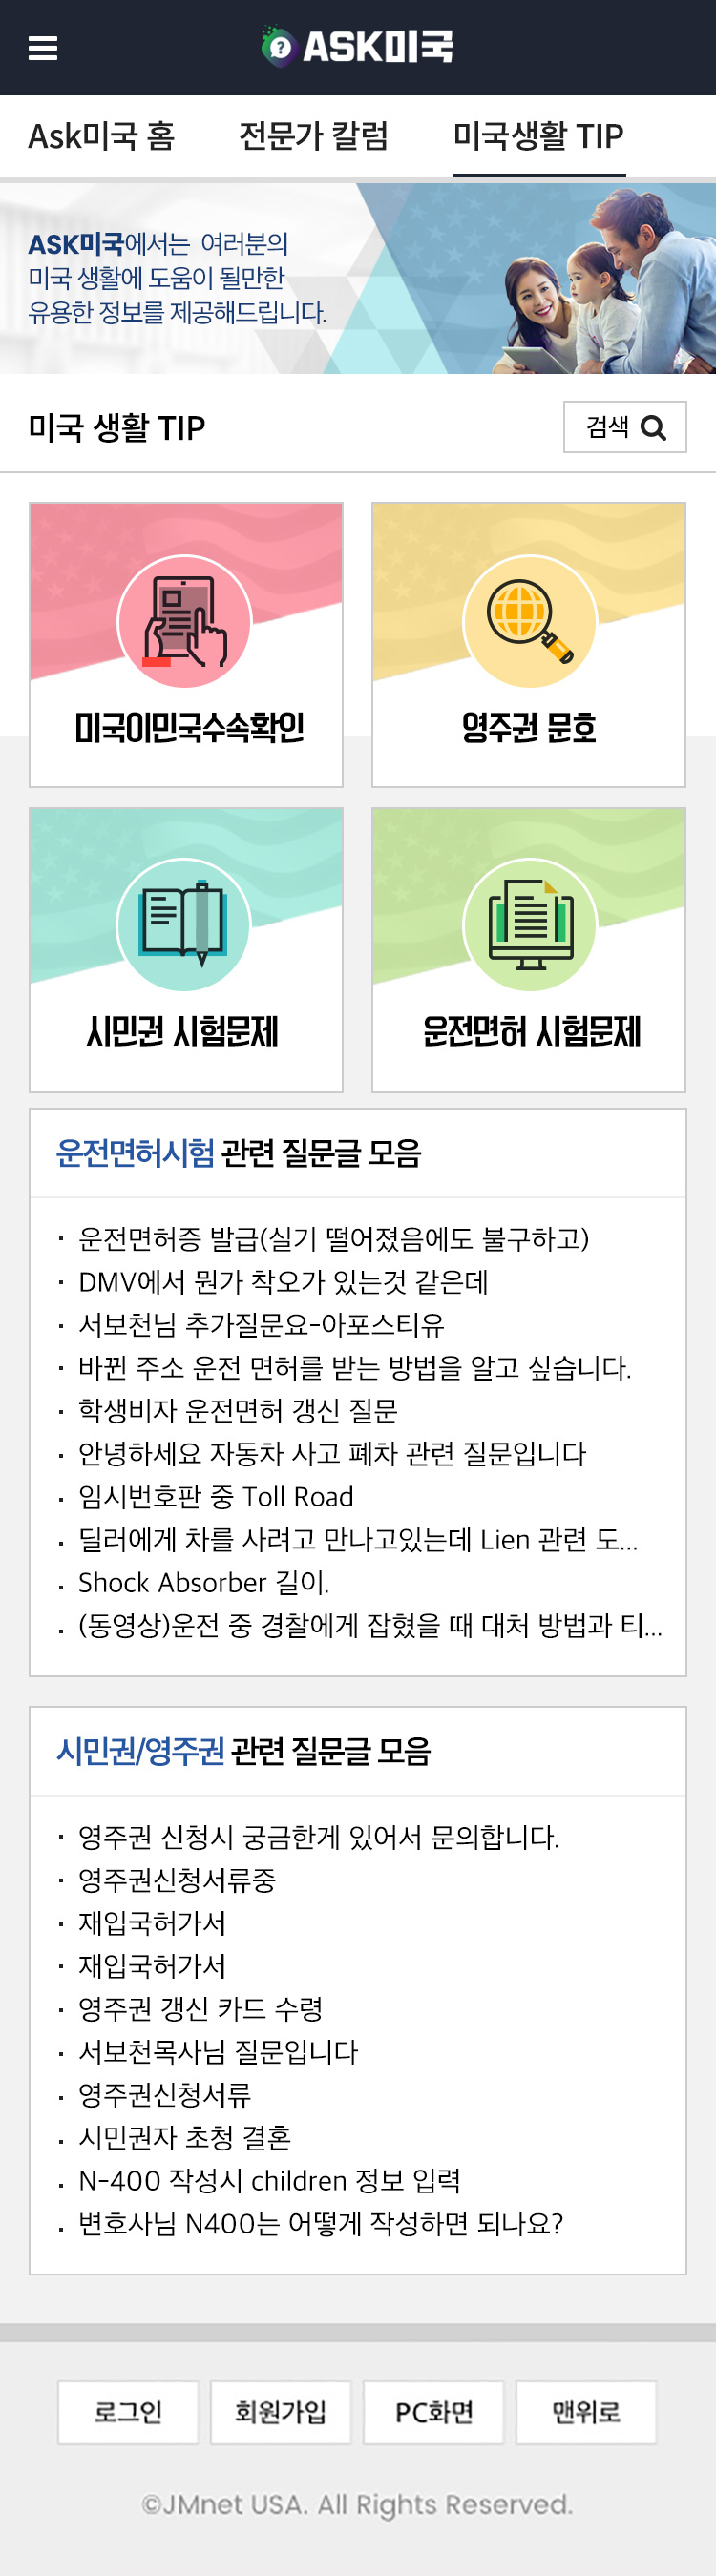 ASK미국
Ask미국 홈
전문가 칼럼
미국생활 TIP
ASK미국에서는 여러분의
미국 생활에 도움이 될만한
유용한 정보를 제공해드립니다.
미국 생활 TIP
검색
미국이민국수속확인
영주권 문호
시민권 시험문제
운전면허 시험문제
운전면허시험 관련 질문글 모음
· 운전면허증 발급(실기 떨어졌음에도 불구하고)
· DMV에서 뭔가 착오가 있는것 같은데
· 서보천님 추가질문요-아포스티유
· 바뀐 주소 운전 면허를 받는 방법을 알고 싶습니다.
· 학생비자 운전면허 갱신 질문
· 안녕하세요 자동차 사고 폐차 관련 질문입니다
· 임시번호판 중 Toll Road
· 딜러에게 차를 사려고 만나고있는데 Lien 관련 도...
· Shock Absorber 길이.
· (동영상)운전 중 경찰에게 잡혔을 때 대처 방법과 티...
시민권/영주권 관련 질문글 모음
· 영주권 신청시 궁금한게 있어서 문의합니다.
· 영주권신청서류중
· 재입국허가서
· 재입국허가서
· 영주권 갱신 카드 수령
· 서보천목사님 질문입니다
· 영주권신청서류
· 시민권자 초청 결혼
· N-400 작성시 children 정보 입력
· 변호사님 N400는 어떻게 작성하면 되나요?
로그인
회원가입
PC화면
맨위로
©JMnet USA. All Rights Reserved.